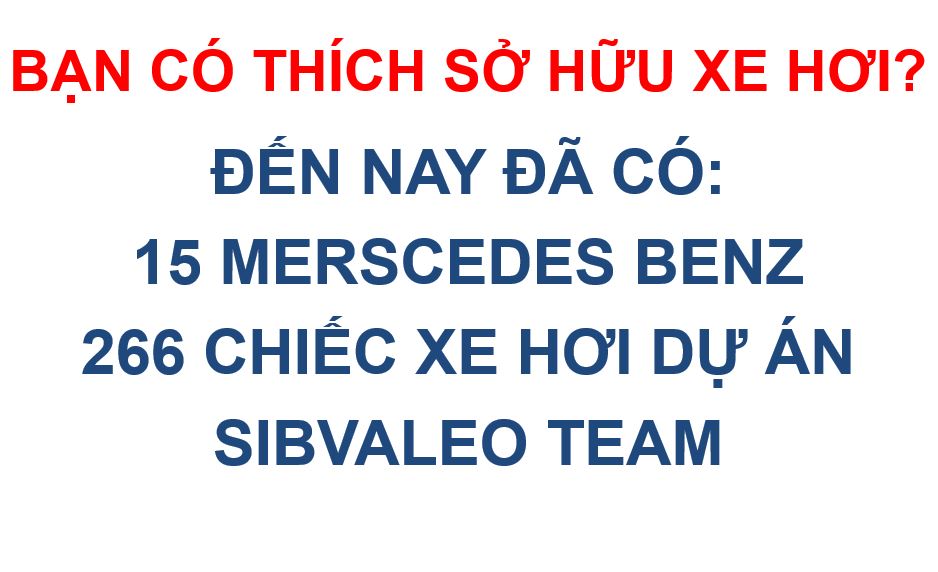 BẠN CÓ THÍCH SỞ HỮU XE HƠI?
ĐẾN NAY ĐÃ CÓ:
15 MERSCEDES BENZ
266 CHIẾC XE HƠI DỰ ÁN
SIBVALEO TEAM